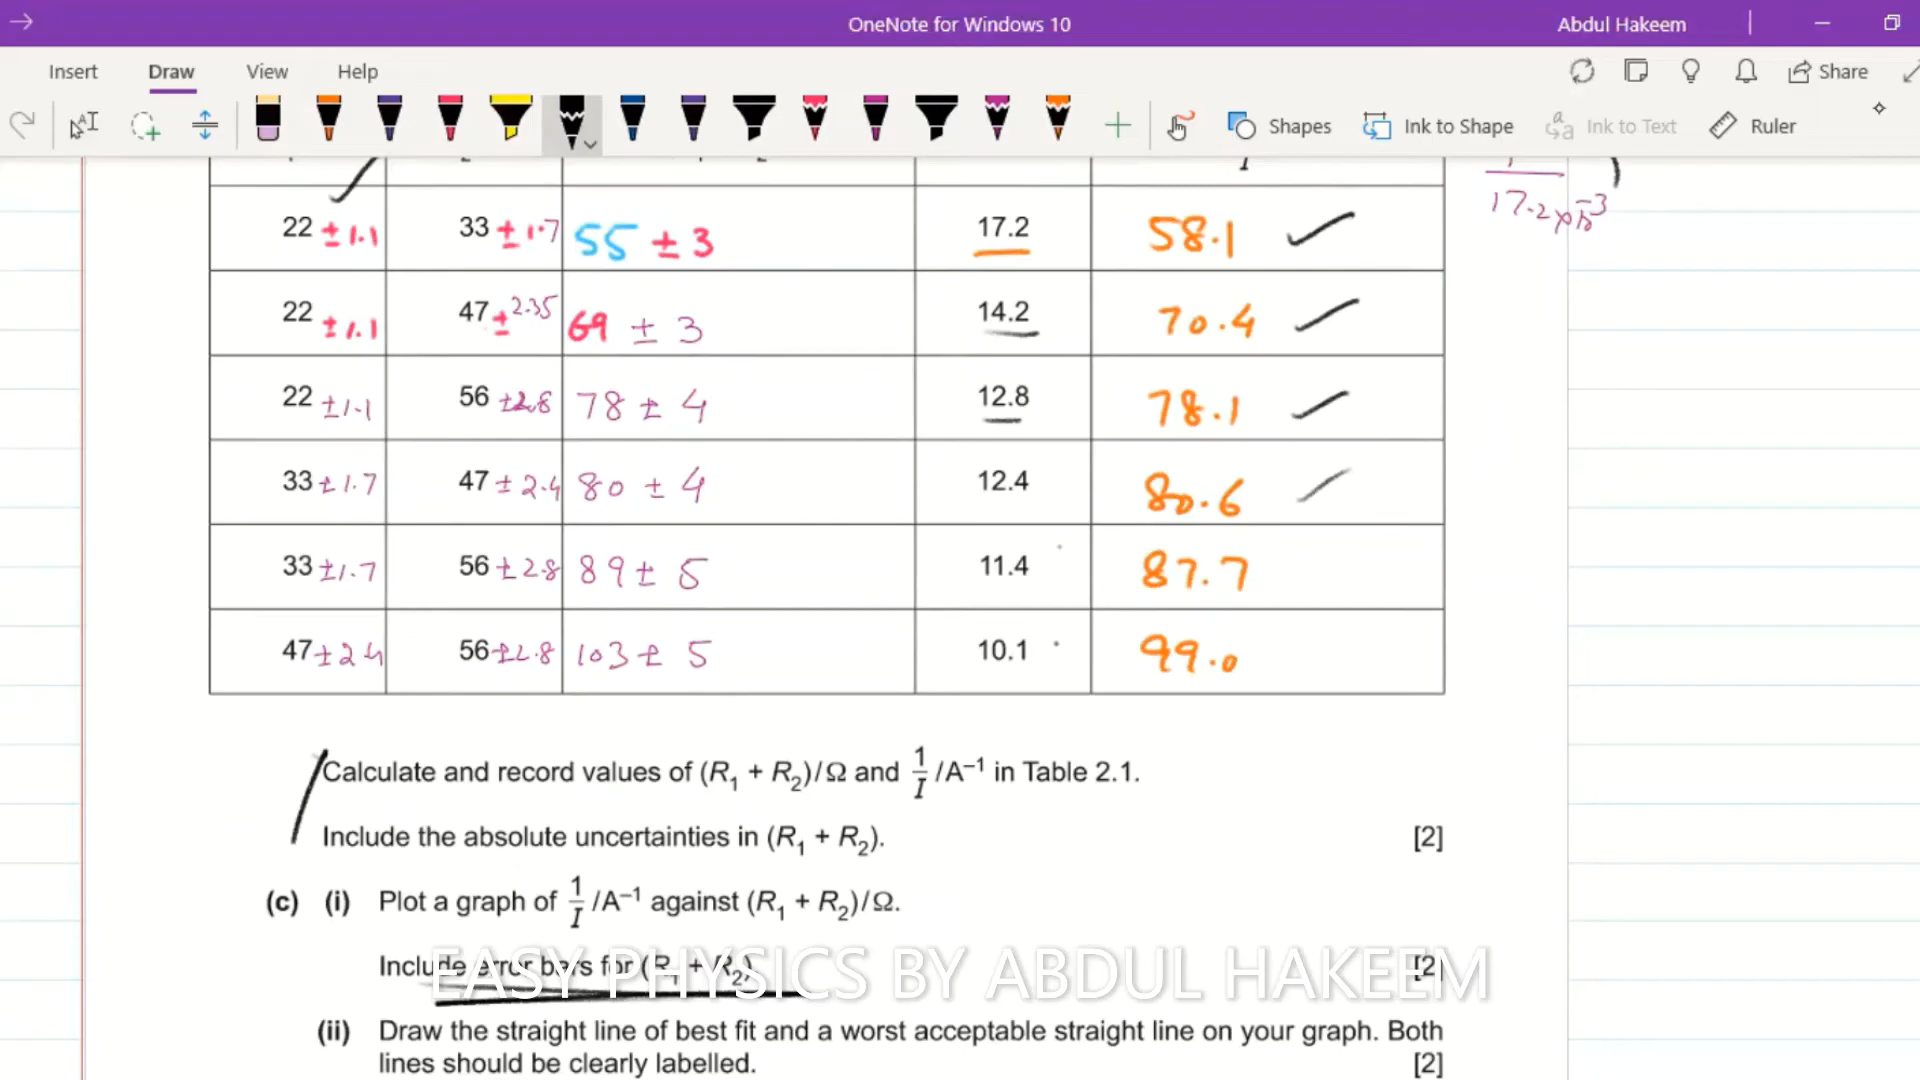 OneNote for Windows 10
Abdul Hakeem
Insert Draw View Help
Share
Shapes Ink to Shape Ink to Text Ruler
17.2 × 10⁻³
22 ± 1.1 33 ± 1.7 55 ± 3 17.2 58.1
22 ± 1.1 47 ± 2.35 69 ± 3 14.2 70.4
22 ± 1.1 56 ± 2.8 78 ± 4 12.8 78.1
33 ± 1.7 47 ± 2.4 80 ± 4 12.4 80.6
33 ± 1.7 56 ± 2.8 89 ± 5 11.4 87.7
47 ± 2.4 56 ± 2.8 103 ± 5 10.1 99.0
Calculate and record values of (R₁ + R₂)/Ω and 1/I /A⁻¹ in Table 2.1.
Include the absolute uncertainties in (R₁ + R₂). [2]
(c) (i) Plot a graph of 1/I /A⁻¹ against (R₁ + R₂)/Ω.
Include error bars for (R₁ + R₂) [2]
EASY PHYSICS BY ABDUL HAKEEM
(ii) Draw the straight line of best fit and a worst acceptable straight line on your graph. Both
lines should be clearly labelled. [2]